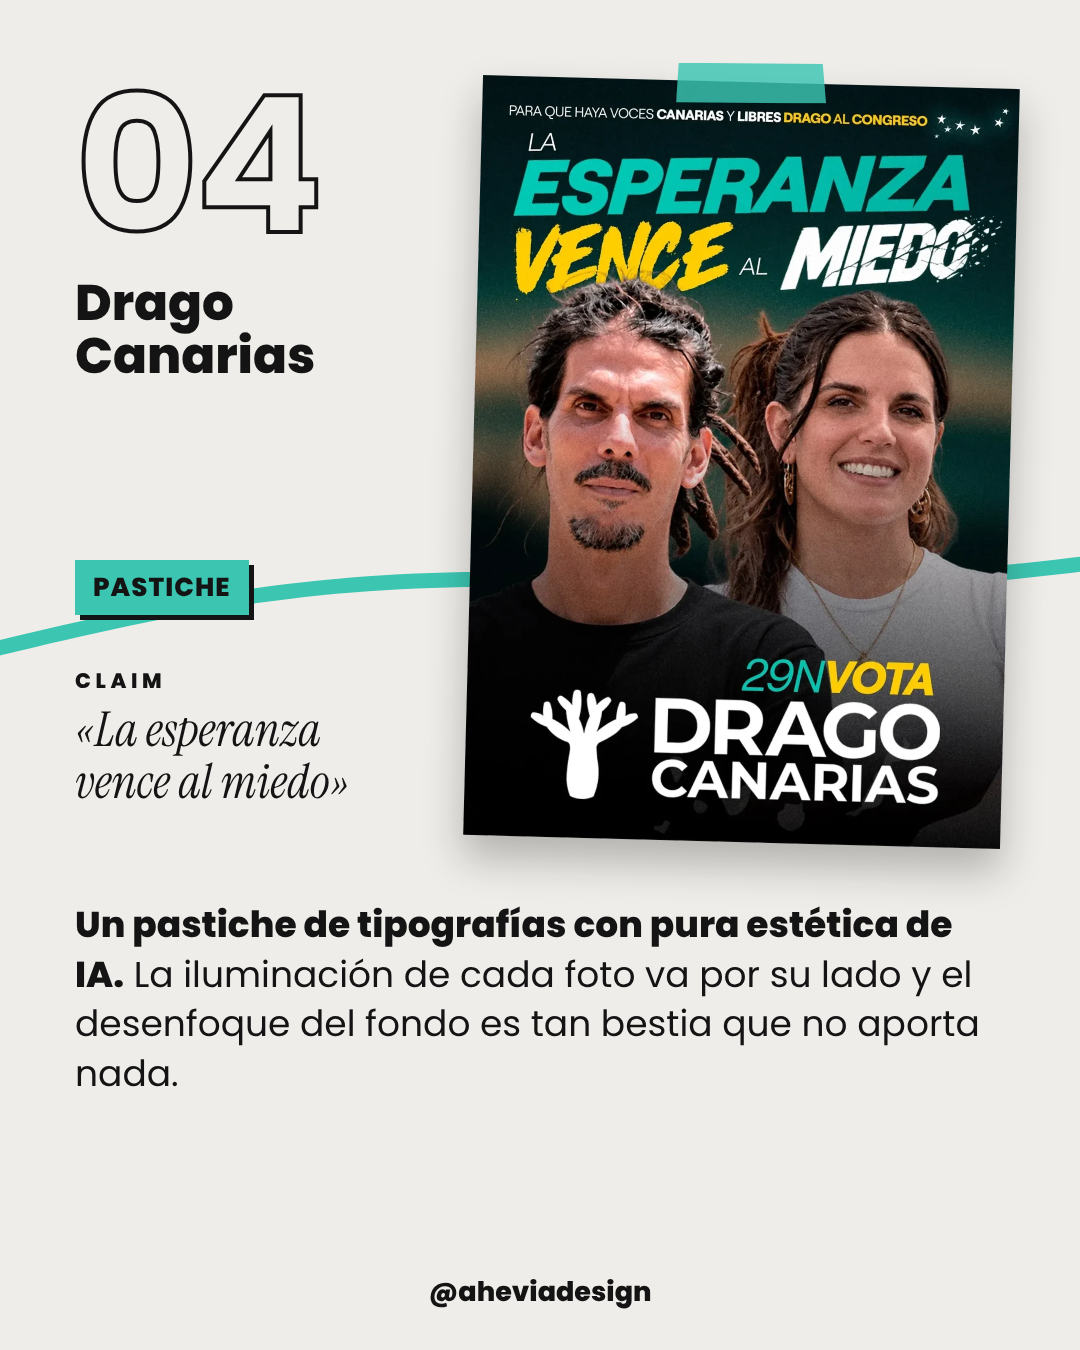 04
Drago
Canarias
PASTICHE
CLAIM
«La esperanza
vence al miedo»
PARA QUE HAYA VOCES CANARIAS Y LIBRES DRAGO AL CONGRESO
LA
ESPERANZA
VENCE AL MIEDO
29NVOTA
DRAGO
CANARIAS
Un pastiche de tipografías con pura estética de
IA. La iluminación de cada foto va por su lado y el
desenfoque del fondo es tan bestia que no aporta
nada.
@aheviadesign